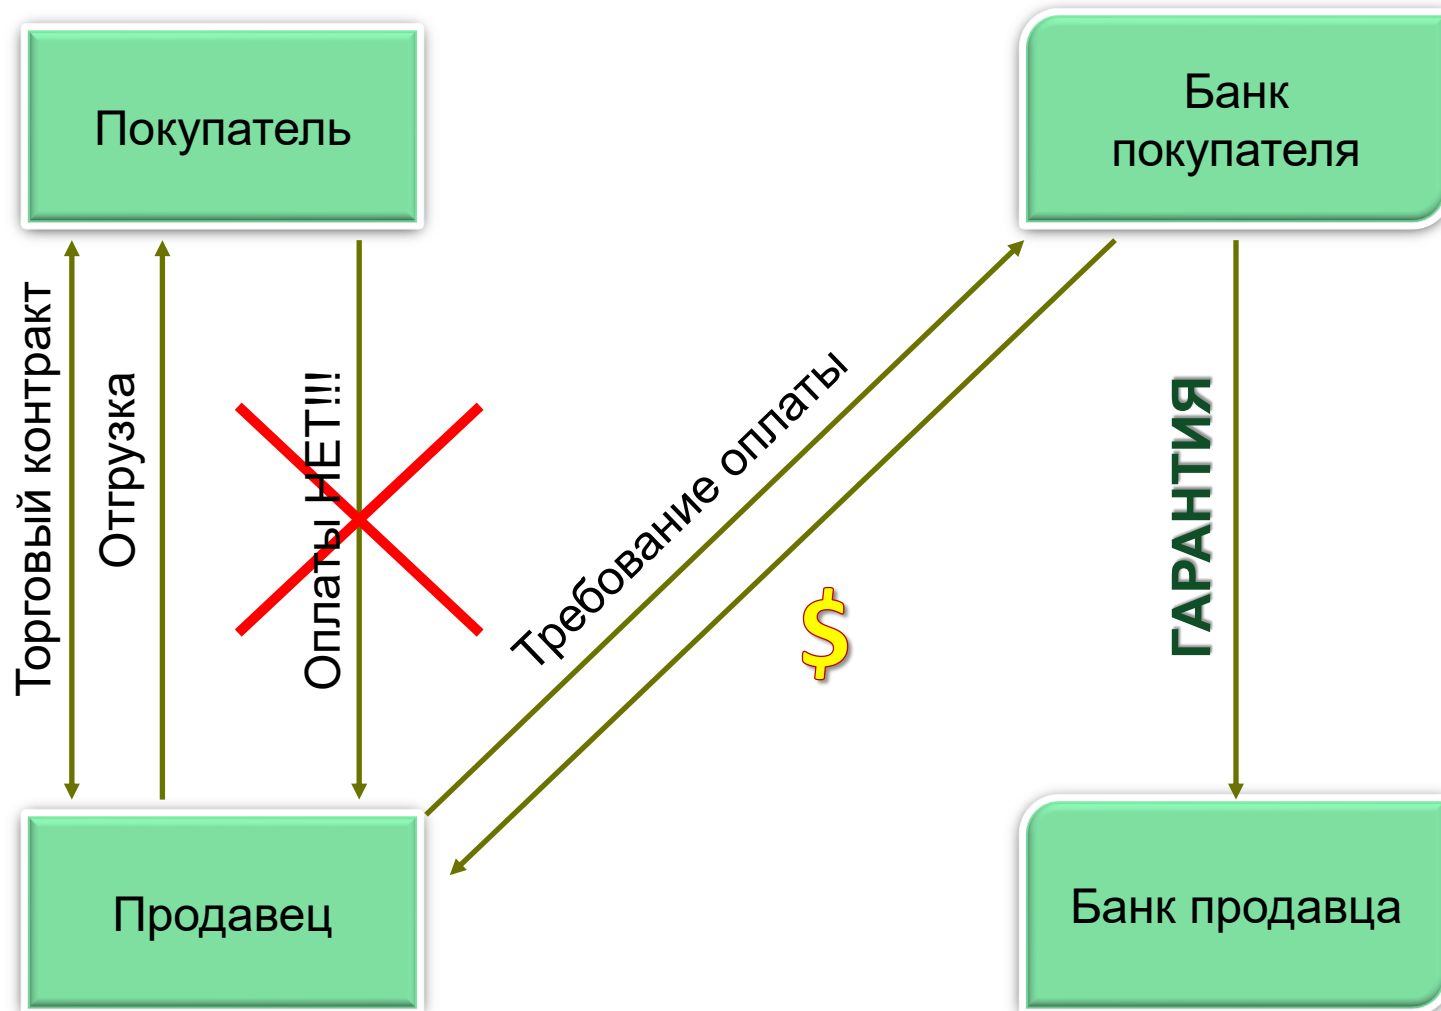 Покупатель
Банк
покупателя
Торговый контракт
Отгрузка
Оплаты НЕТ!!!
Требование оплаты
$
ГАРАНТИЯ
Продавец
Банк продавца